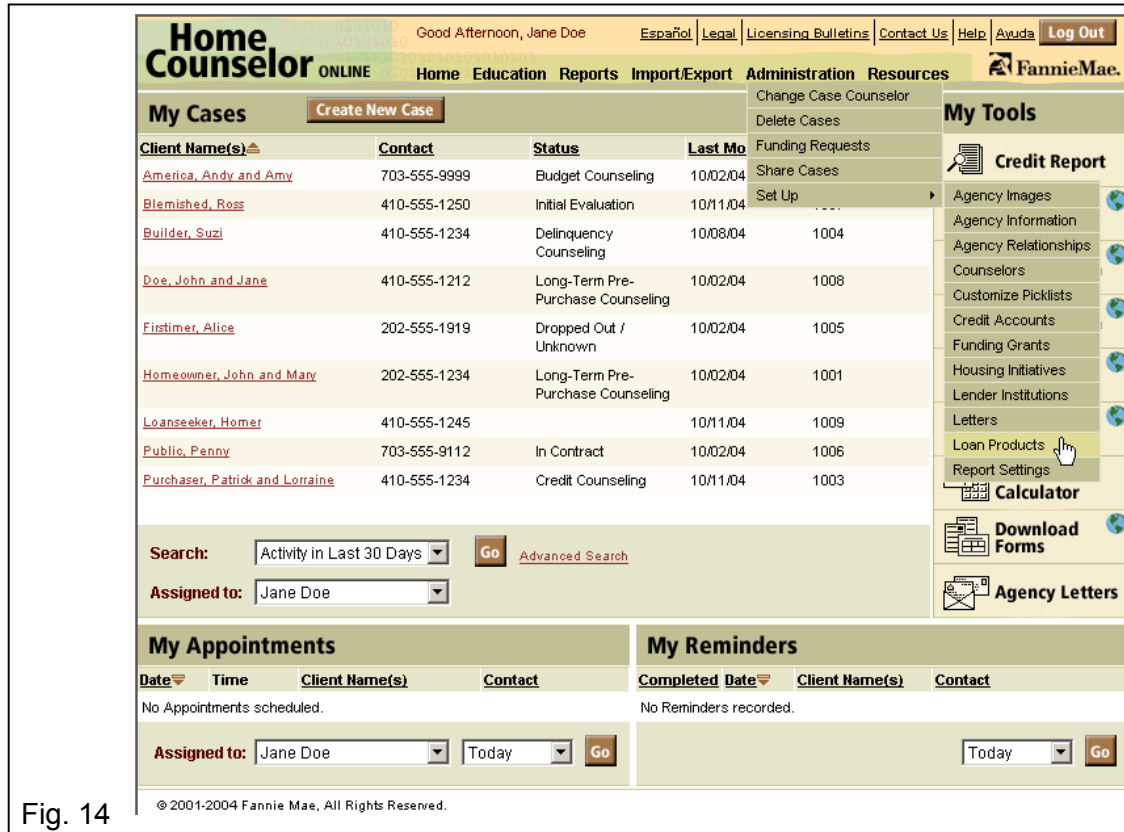 Home Counselor ONLINE
Good Afternoon, Jane Doe
Español | Legal | Licensing Bulletins | Contact Us | Help | Ayuda Log Out
Home Education Reports Import/Export Administration Resources
FannieMae.
Change Case Counselor
Delete Cases
Funding Requests
Share Cases
Set Up
Agency Images
Agency Information
Agency Relationships
Counselors
Customize Picklists
Credit Accounts
Funding Grants
Housing Initiatives
Lender Institutions
Letters
Loan Products
Report Settings
My Cases Create New Case
Client Name(s) Contact Status Last Mo
America, Andy and Amy 703-555-9999 Budget Counseling 10/02/04
Blemished, Ross 410-555-1250 Initial Evaluation 10/11/04
Builder, Suzi 410-555-1234 Delinquency 10/08/04 1004
Counseling
Doe, John and Jane 410-555-1212 Long-Term Pre- 10/02/04 1008
Purchase Counseling
Firstimer, Alice 202-555-1919 Dropped Out / 10/02/04 1005
Unknown
Homeowner, John and Mary 202-555-1234 Long-Term Pre- 10/02/04 1001
Purchase Counseling
Loanseeker, Homer 410-555-1245 10/11/04 1009
Public, Penny 703-555-9112 In Contract 10/02/04 1006
Purchaser, Patrick and Lorraine 410-555-1234 Credit Counseling 10/11/04 1003
Search: Activity in Last 30 Days Go Advanced Search
Assigned to: Jane Doe
My Tools
Credit Report
Calculator
Download
Forms
Agency Letters
My Appointments
Date Time Client Name(s) Contact
No Appointments scheduled.
Assigned to: Jane Doe Today Go
My Reminders
Completed Date Client Name(s) Contact
No Reminders recorded.
Today Go
© 2001-2004 Fannie Mae, All Rights Reserved.
Fig. 14